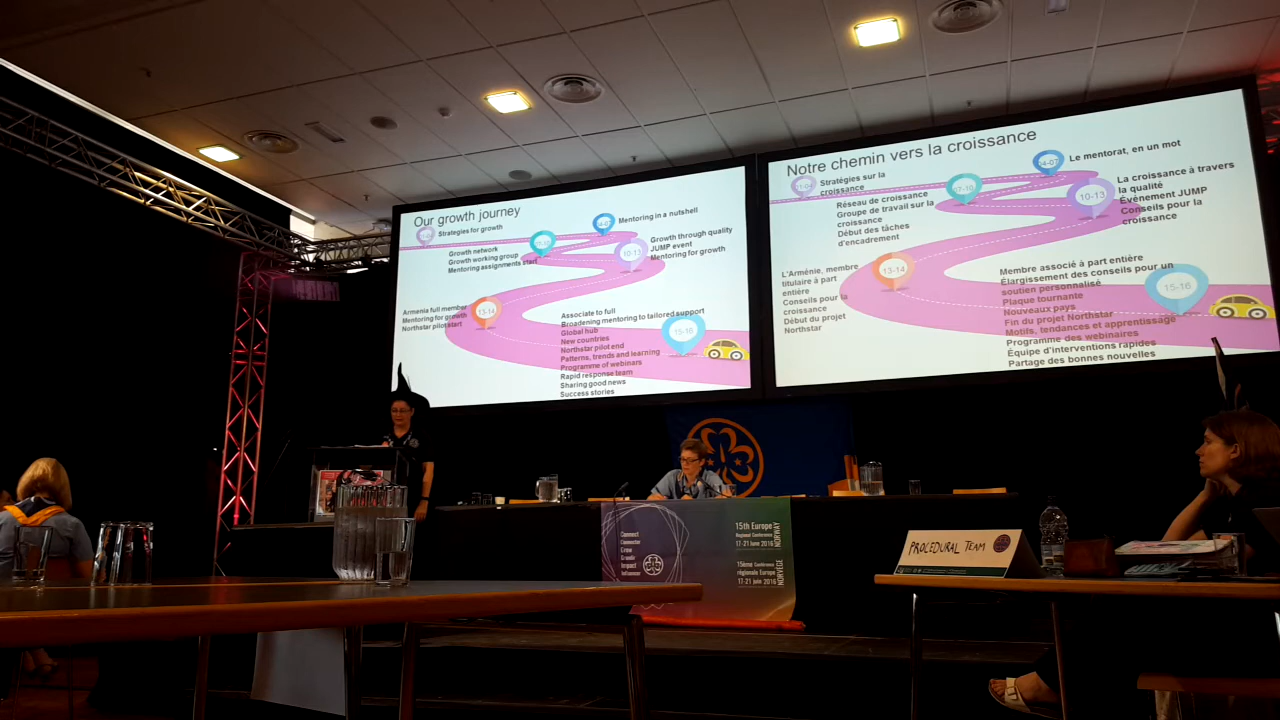 Our growth journey
Strategies for growth
Mentoring in a nutshell
Growth network
Growth working group
Mentoring assignments start
10-13
Growth through quality
JUMP event
Mentoring for growth
Armenia full member
Mentoring for growth
Northstar pilot start
13-14
Associate to full
Broadening mentoring to tailored support
Global hub
New countries
Northstar pilot end
Patterns, trends and learning
Programme of webinars
Rapid response team
Sharing good news
Success stories
15-16
Notre chemin vers la croissance
Stratégies sur la
croissance
04-07
Le mentorat, en un mot
07-10
Réseau de croissance
Groupe de travail sur la
croissance
Début des tâches
d'encadrement
10-13
La croissance à travers
la qualité
Évènement JUMP
Conseils pour la
croissance
L'Arménie, membre
titulaire à part
entière
Conseils pour la
croissance
Début du projet
Northstar
13-14
Membre associé à part entière
Élargissement des conseils pour un
soutien personnalisé
Plaque tournante
Nouveaux pays
Fin du projet Northstar
Motifs, tendances et apprentissage
Programme des webinaires
Équipe d'interventions rapides
Partage des bonnes nouvelles
15-16
Connect
Connecter
Grow
Grandir
Impact
Influencer
15th Europe
Regional Conference
17-21 June 2016
NORWAY
15ème Conférence
régionale Europe
17-21 juin 2016
NORVÈGE
PROCEDURAL TEAM